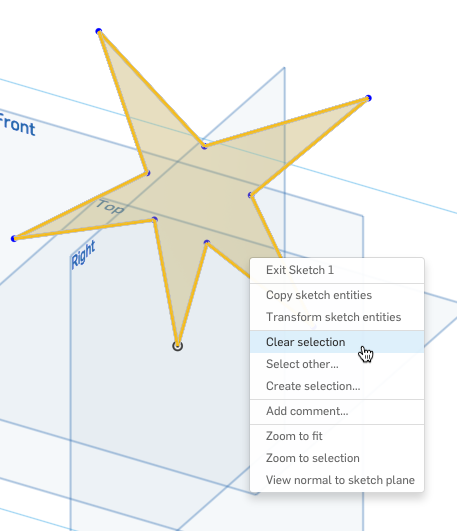 Front
Top
Right
Exit Sketch 1
Copy sketch entities
Transform sketch entities
Clear selection
Select other...
Create selection...
Add comment...
Zoom to fit
Zoom to selection
View normal to sketch plane